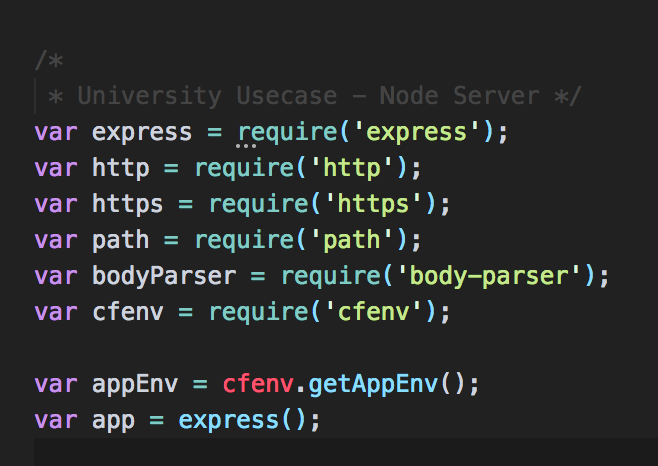 /*
* University Usecase - Node Server */
var express = require('express');
var http = require('http');
var https = require('https');
var path = require('path');
var bodyParser = require('body-parser');
var cfenv = require('cfenv');
var appEnv = cfenv.getAppEnv();
var app = express();